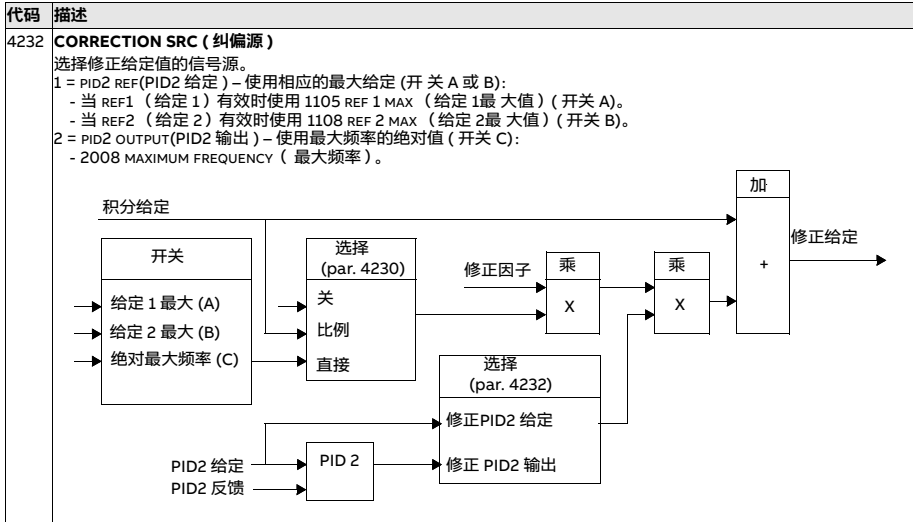 代码 描述
4232 CORRECTION SRC ( 纠偏源 )
选择修正给定值的信号源。
1 = PID2 REF(PID2 给定 ) – 使用相应的最大给定 (开 关 A 或 B):
- 当 REF1 （ 给定 1 ) 有效时使用 1105 REF 1 MAX （ 给定 1最 大值 ) ( 开关 A)。
- 当 REF2 （ 给定 2 ) 有效时使用 1108 REF 2 MAX （ 给定 2最 大值 ) ( 开关 B)。
2 = PID2 OUTPUT(PID2 输出 ) – 使用最大频率的绝对值 ( 开关 C):
- 2008 MAXIMUM FREQUENCY（ 最大频率 ) 。
加
积分给定
修正给定
开关
选择
(par. 4230)
修正因子
乘
乘
+
给定 1 最大 (A)
关
X
X
给定 2 最大 (B)
比例
绝对最大频率 (C)
直接
选择
(par. 4232)
修正PID2 给定
PID2 给定
PID 2
修正 PID2 输出
PID2 反馈